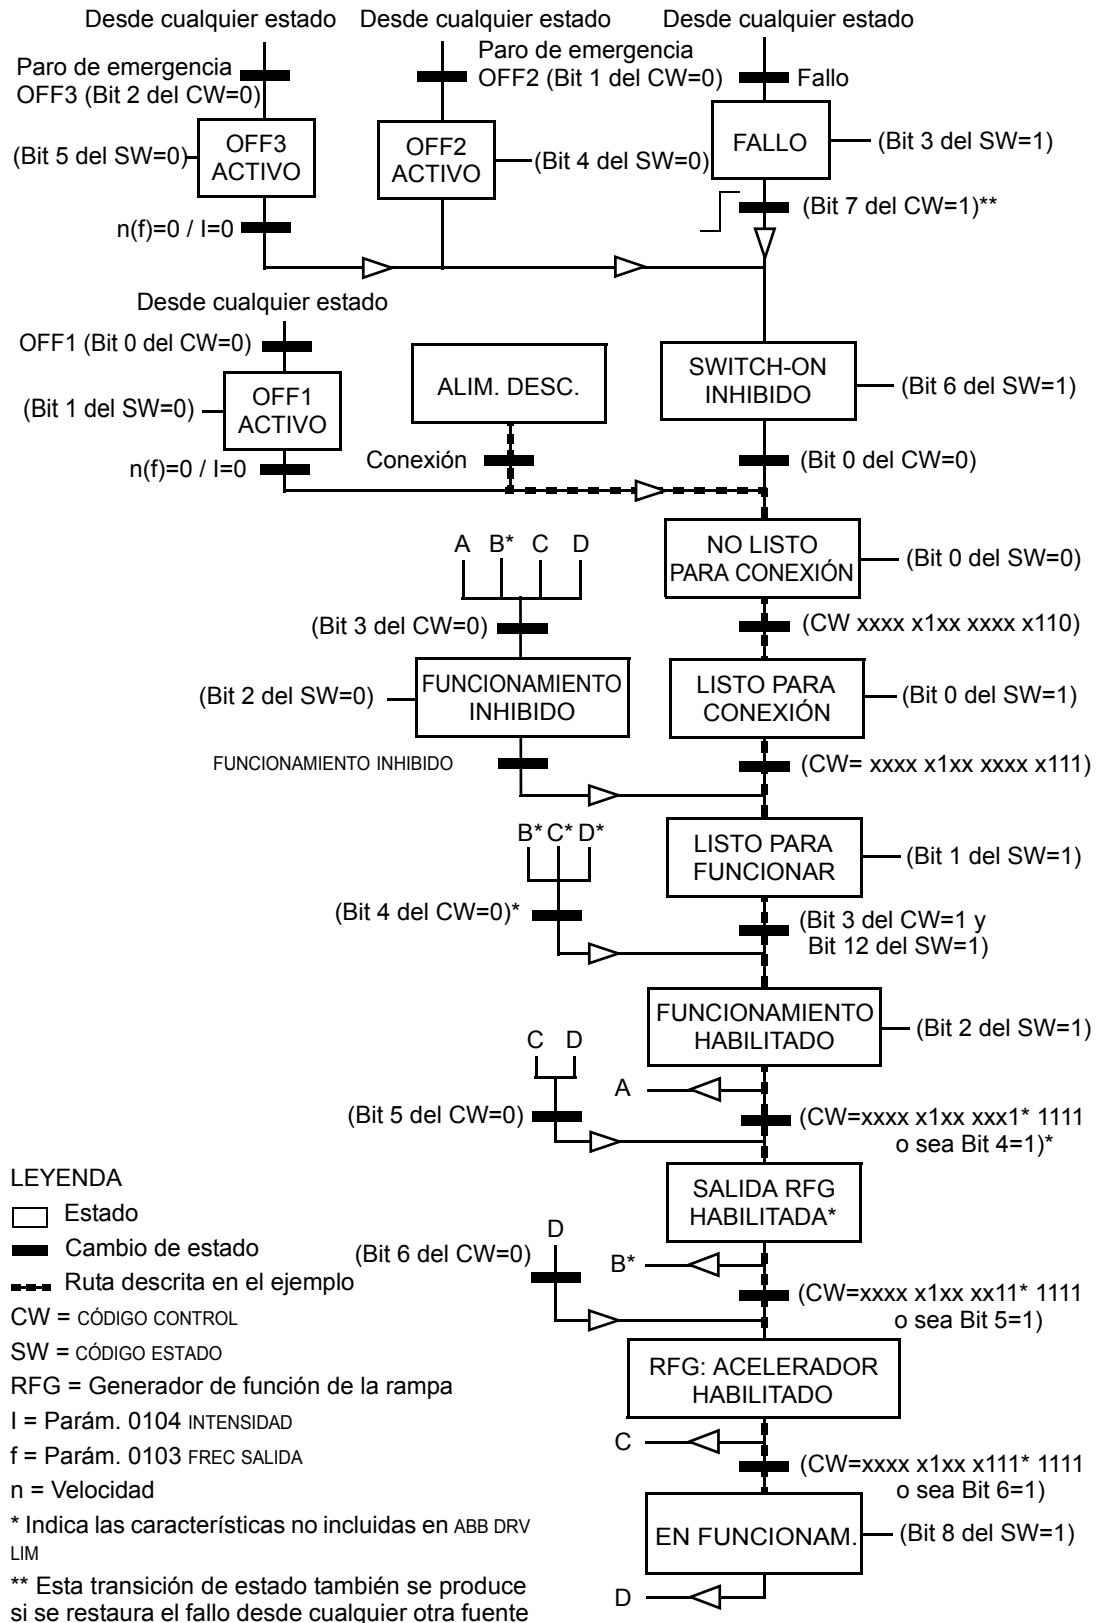 Desde cualquier estado
Desde cualquier estado
Desde cualquier estado
Paro de emergencia
OFF3 (Bit 2 del CW=0)
Paro de emergencia
OFF2 (Bit 1 del CW=0)
Fallo
(Bit 5 del SW=0)
OFF3
ACTIVO
OFF2
ACTIVO
(Bit 4 del SW=0)
FALLO
(Bit 3 del SW=1)
n(f)=0 / I=0
(Bit 7 del CW=1)**
Desde cualquier estado
OFF1 (Bit 0 del CW=0)
(Bit 1 del SW=0)
OFF1
ACTIVO
ALIM. DESC.
SWITCH-ON
INHIBIDO
(Bit 6 del SW=1)
n(f)=0 / I=0
Conexión
(Bit 0 del CW=0)
A B* C D
NO LISTO
PARA CONEXIÓN
(Bit 0 del SW=0)
(Bit 3 del CW=0)
(CW xxxx x1xx xxxx x110)
(Bit 2 del SW=0)
FUNCIONAMIENTO
INHIBIDO
LISTO PARA
CONEXIÓN
(Bit 0 del SW=1)
FUNCIONAMIENTO INHIBIDO
(CW= xxxx x1xx xxxx x111)
B* C* D*
LISTO PARA
FUNCIONAR
(Bit 1 del SW=1)
(Bit 4 del CW=0)*
(Bit 3 del CW=1 y
Bit 12 del SW=1)
FUNCIONAMIENTO
HABILITADO
(Bit 2 del SW=1)
C D
A
(Bit 5 del CW=0)
(CW=xxxx x1xx xxx1* 1111
o sea Bit 4=1)*
SALIDA RFG
HABILITADA*
D
(Bit 6 del CW=0)
B*
(CW=xxxx x1xx xx11* 1111
o sea Bit 5=1)
RFG: ACELERADOR
HABILITADO
C
(CW=xxxx x1xx x111* 1111
o sea Bit 6=1)
EN FUNCIONAM.
(Bit 8 del SW=1)
D
LEYENDA
Estado
Cambio de estado
Ruta descrita en el ejemplo
CW = CÓDIGO CONTROL
SW = CÓDIGO ESTADO
RFG = Generador de función de la rampa
I = Parám. 0104 INTENSIDAD
f = Parám. 0103 FREC SALIDA
n = Velocidad
* Indica las características no incluidas en ABB DRV
LIM
** Esta transición de estado también se produce
si se restaura el fallo desde cualquier otra fuente